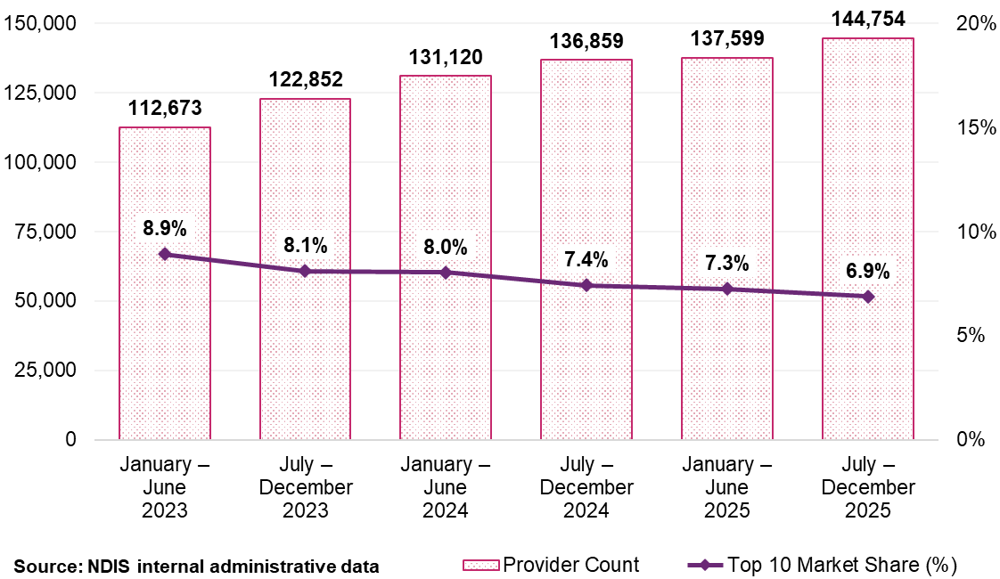 150,000
125,000
100,000
75,000
50,000
25,000
0
20%
15%
10%
5%
0%
112,673
122,852
131,120
136,859
137,599
144,754
8.9%
8.1%
8.0%
7.4%
7.3%
6.9%
January –
June
2023
July –
December
2023
January –
June
2024
July –
December
2024
January –
June
2025
July –
December
2025
Source: NDIS internal administrative data
Provider Count
Top 10 Market Share (%)